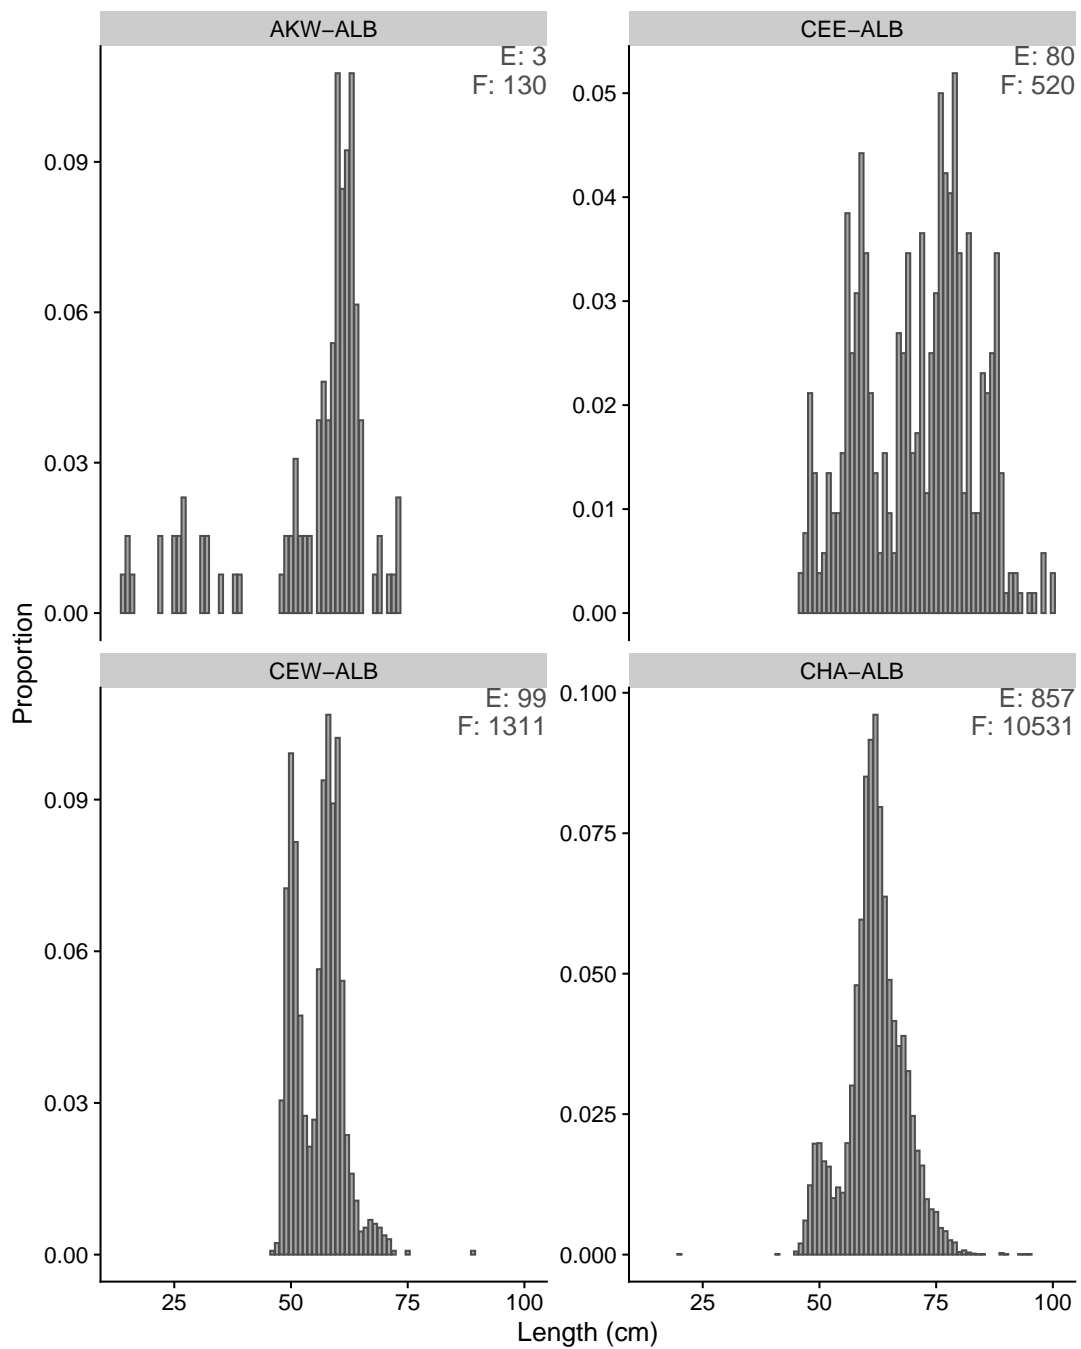 AKW−ALB
E: 3
F: 130
0.09
0.06
0.03
0.00
CEE−ALB
E: 80
F: 520
0.05
0.04
0.03
0.02
0.01
0.00
Proportion
CEW−ALB
E: 99
F: 1311
0.09
0.06
0.03
0.00
25 50 75 100
CHA−ALB
E: 857
F: 10531
0.100
0.075
0.050
0.025
0.000
25 50 75 100
Length (cm)